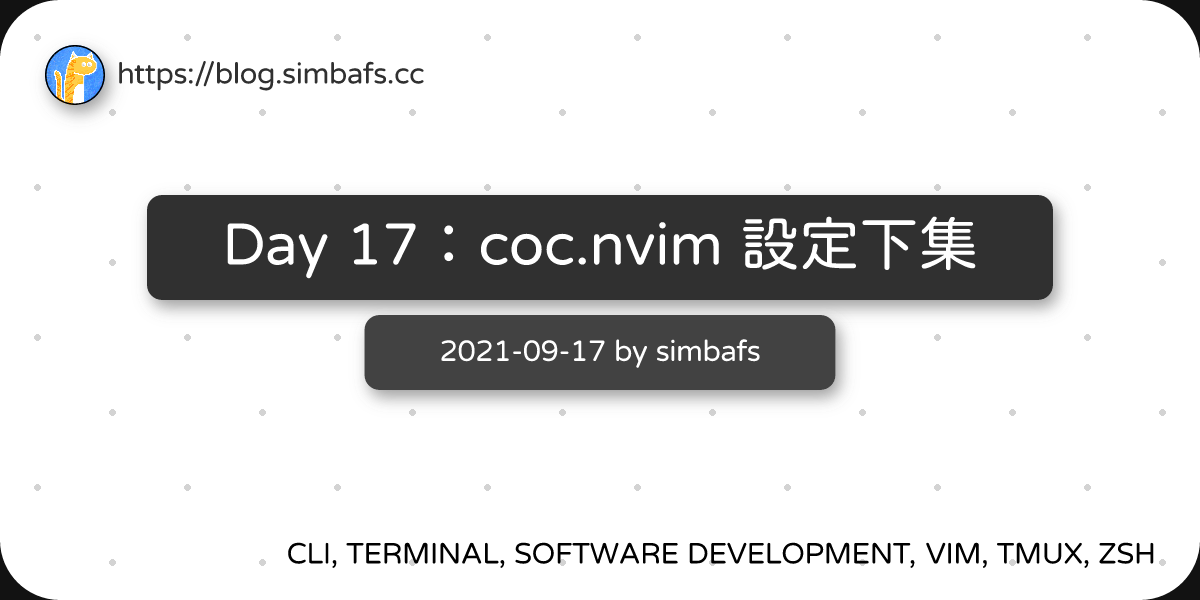 https://blog.simbafs.cc
Day 17：coc.nvim 設定下集
2021-09-17 by simbafs
CLI, TERMINAL, SOFTWARE DEVELOPMENT, VIM, TMUX, ZSH